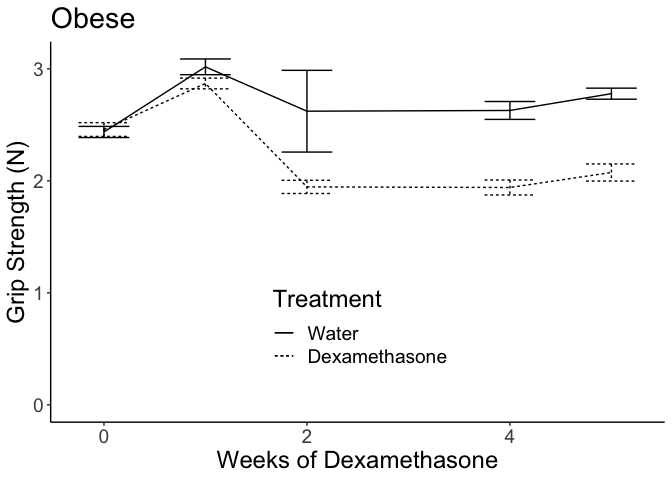 Obese
Grip Strength (N)
3
2
1
0
Treatment
Water
Dexamethasone
0
2
4
Weeks of Dexamethasone